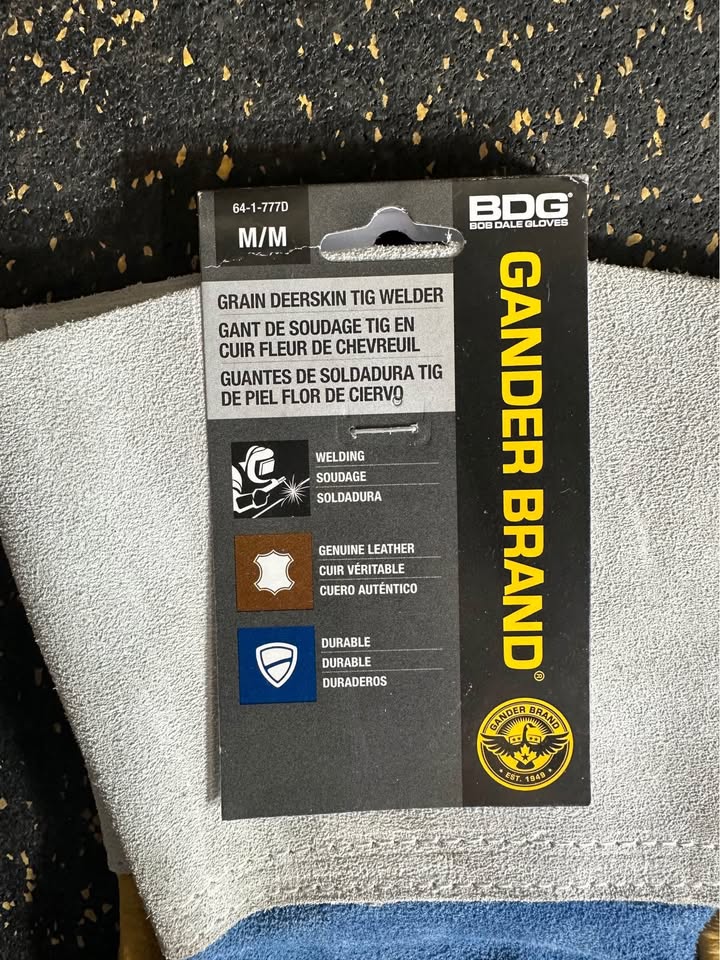 64-1-777D
M/M
BDG®
BOB DALE GLOVES
GRAIN DEERSKIN TIG WELDER
GANT DE SOUDAGE TIG EN
CUIR FLEUR DE CHEVREUIL
GUANTES DE SOLDADURA TIG
DE PIEL FLOR DE CIERVO
WELDING
SOUDAGE
SOLDADURA
GENUINE LEATHER
CUIR VÉRITABLE
CUERO AUTÉNTICO
DURABLE
DURABLE
DURADEROS
GANDER BRAND®
GANDER BRAND
EST. 1949